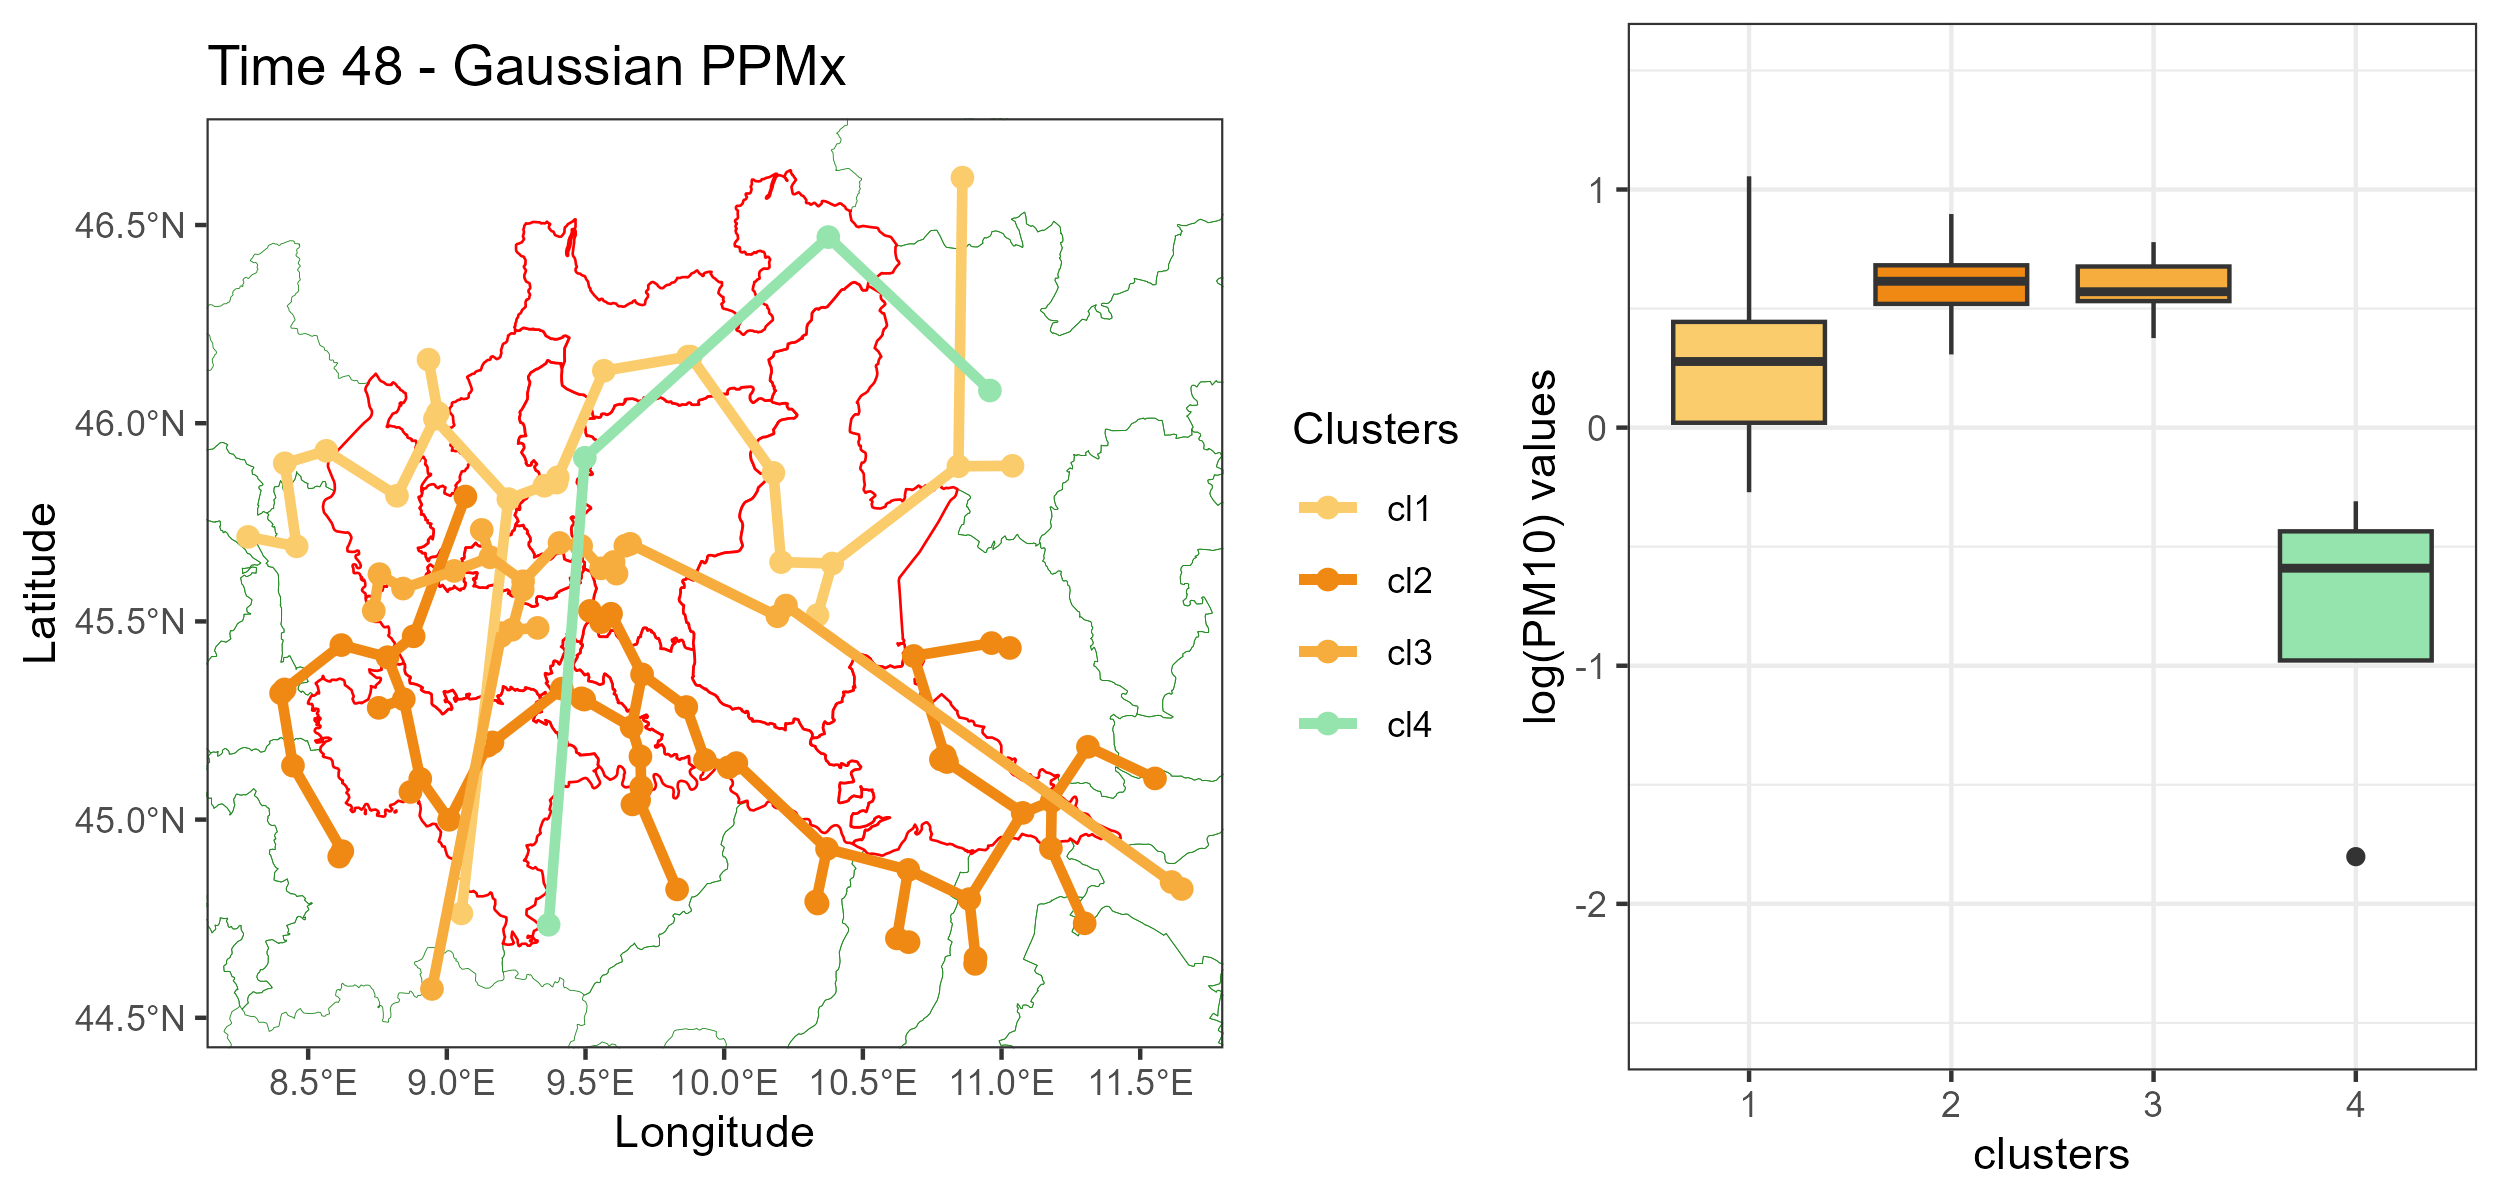 Time 48 - Gaussian PPMx
Latitude
46.5°N
46.0°N
45.5°N
45.0°N
44.5°N
8.5°E 9.0°E 9.5°E 10.0°E 10.5°E 11.0°E 11.5°E
Longitude
Clusters
cl1
cl2
cl3
cl4
log(PM10) values
1
0
-1
-2
1 2 3 4
clusters